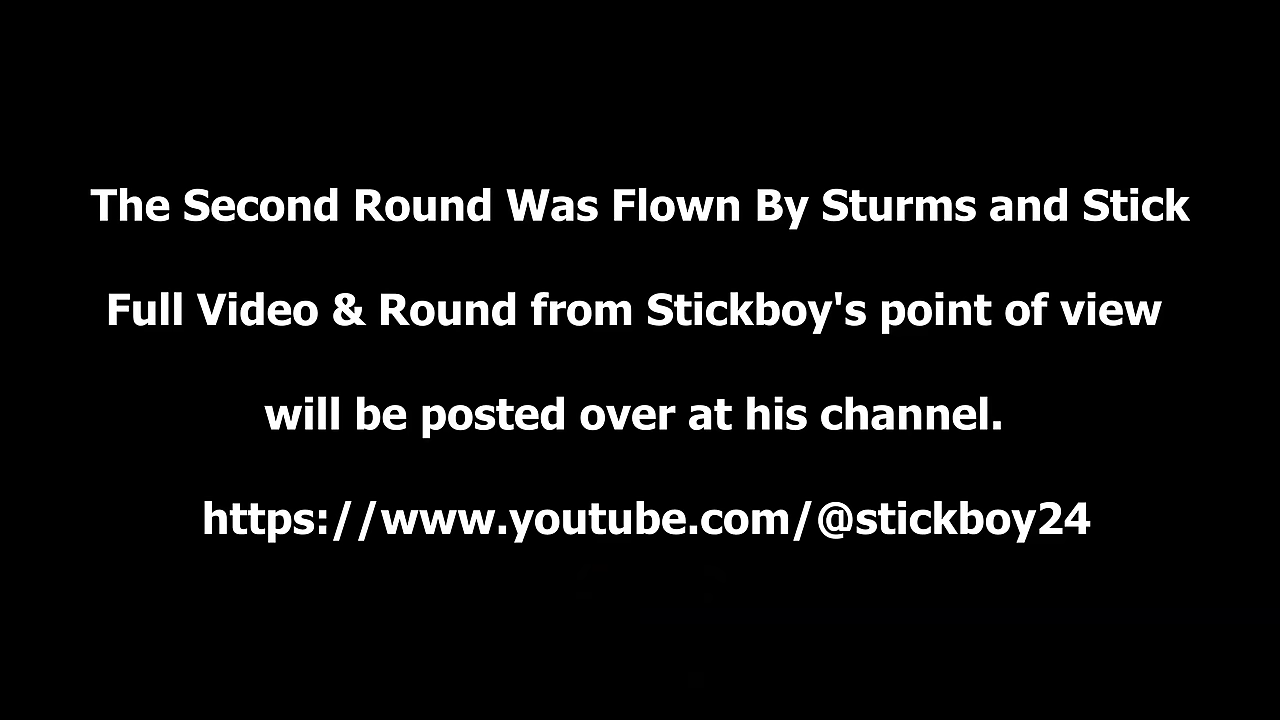 The Second Round Was Flown By Sturms and Stick
Full Video & Round from Stickboy's point of view
will be posted over at his channel.
https://www.youtube.com/@stickboy24